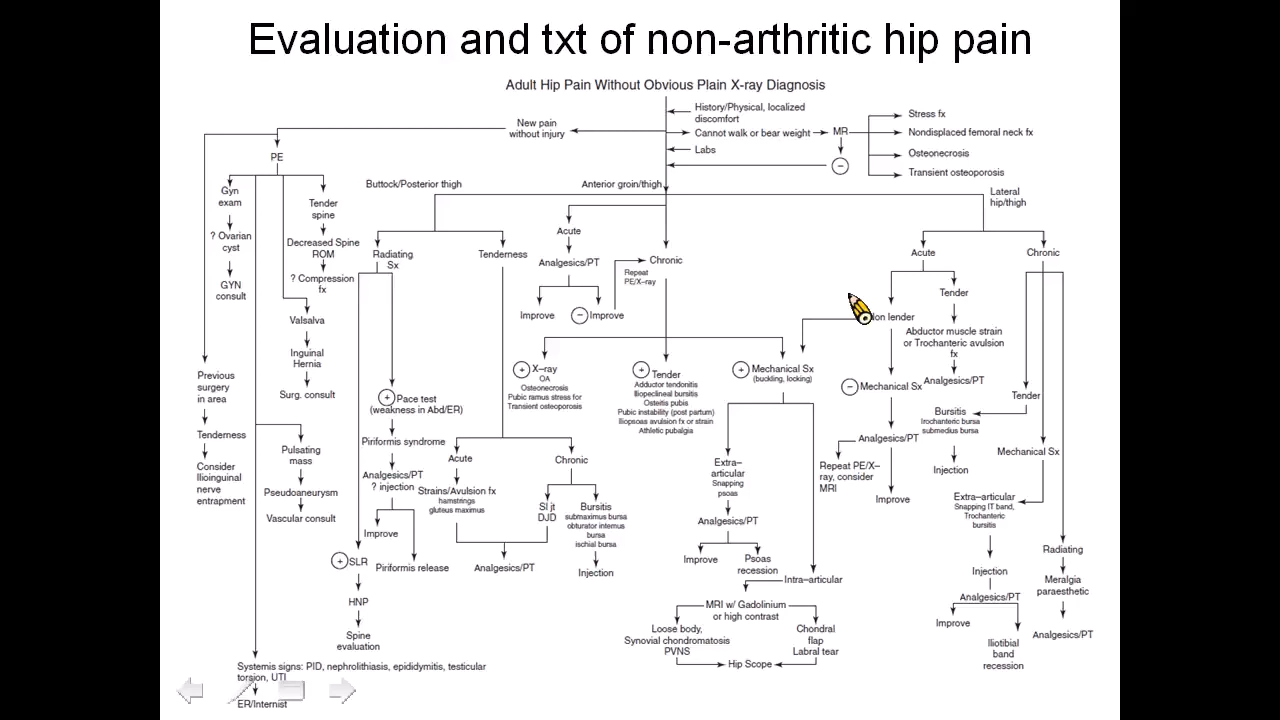 Evaluation and txt of non-arthritic hip pain
Adult Hip Pain Without Obvious Plain X-ray Diagnosis
History/Physical, localized
discomfort
New pain
without injury
Cannot walk or bear weight
MR
Stress fx
Nondisplaced femoral neck fx
Labs
Osteonecrosis
Transient osteoporosis
−
PE
Buttock/Posterior thigh
Anterior groin/thigh
Lateral
hip/thigh
Gyn
exam
? Ovarian
cyst
GYN
consult
Tender
spine
Decreased Spine
ROM
? Compression
fx
Valsalva
Inguinal
Hernia
Surg. consult
Previous
surgery
in area
Tenderness
Consider
Ilioinguinal
nerve
entrapment
Pulsating
mass
Pseudoaneurysm
Vascular consult
Systemis signs: PID, nephrolithiasis, epididymitis, testicular
torsion, UTI
ER/Internist
Radiating
Sx
+ Pace test
(weakness in Abd/ER)
Piriformis syndrome
Analgesics/PT
? injection
Improve
Piriformis release
+ SLR
HNP
Spine
evaluation
Tenderness
Acute
Strains/Avulsion fx
hamstrings
gluteus maximus
Chronic
SI jt
DJD
Bursitis
submaximus bursa
obturator internus
bursa
ischial bursa
Analgesics/PT
Injection
Acute
Analgesics/PT
Improve
− Improve
Repeat
PE/X-ray
Chronic
+ X–ray
OA
Osteonecrosis
Pubic ramus stress for
Transient osteoporosis
+ Tender
Adductor tendonitis
Iliopeclineal bursitis
Osteitis pubis
Pubic instability (post partum)
Iliopsoas avulsion fx or strain
Athletic pubalgia
+ Mechanical Sx
(buckling, locking)
Extra–
articular
Snapping
psoas
Analgesics/PT
Improve
Psoas
recession
Intra–articular
MRI w/ Gadolinium
or high contrast
Loose body,
Synovial chondromatosis
PVNS
Chondral
flap
Labral tear
Hip Scope
Acute
Non lender
− Mechanical Sx
Analgesics/PT
Repeat PE/X–
ray, consider
MRI
Improve
Tender
Abductor muscle strain
or Trochanteric avulsion
fx
Analgesics/PT
Chronic
Tender
Bursitis
Irochanteric bursa
submedius bursa
Injection
Mechanical Sx
Extra–articular
Snapping IT band,
Trochanteric
bursitis
Injection
Analgesics/PT
Improve
Iliotibial
band
recession
Radiating
Meralgia
paraesthetic
Analgesics/PT